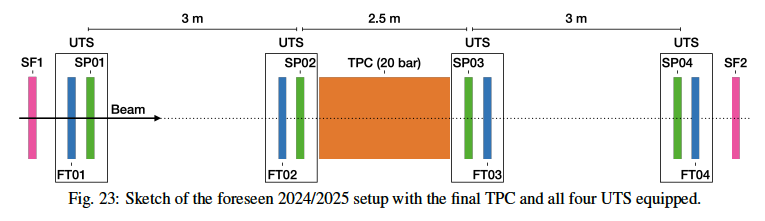 3 m 2.5 m 3 m
UTS UTS UTS UTS
SF1 SP01 SP02 TPC (20 bar) SP03 SP04 SF2
Beam
FT01 FT02 FT03 FT04
Fig. 23: Sketch of the foreseen 2024/2025 setup with the final TPC and all four UTS equipped.